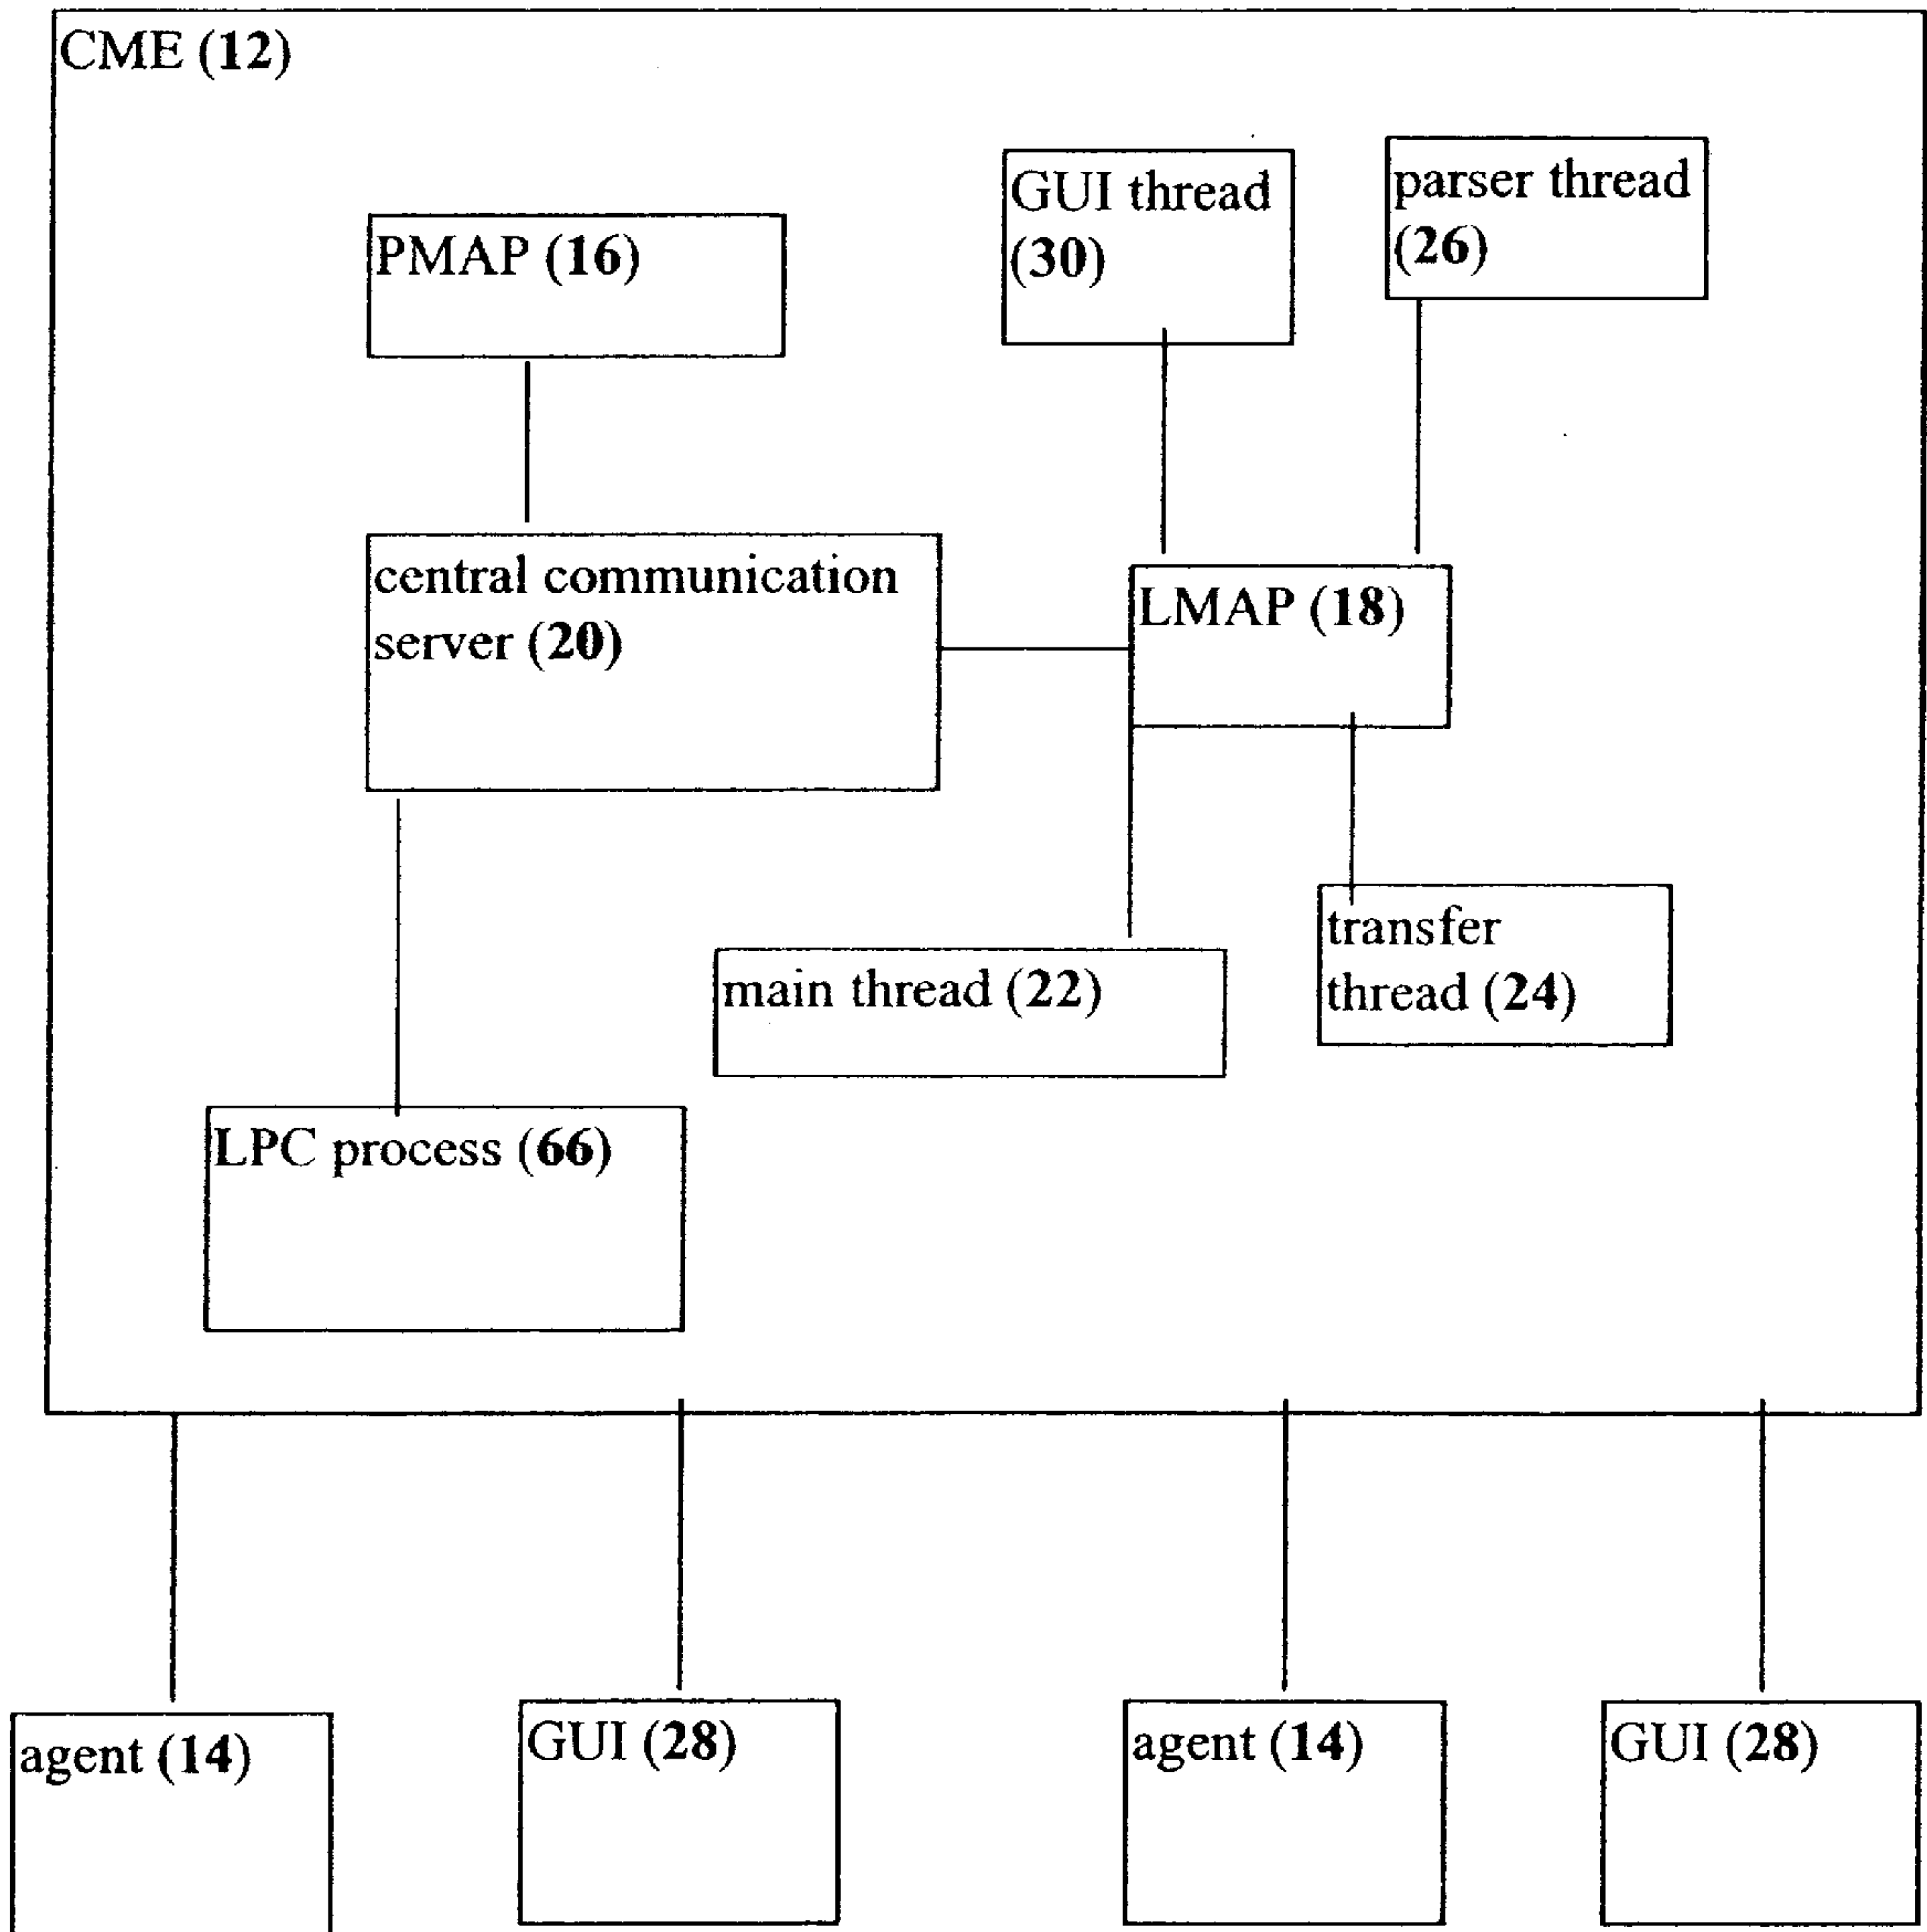 CME (12)
PMAP (16)
GUI thread
(30)
parser thread
(26)
central communication
server (20)
LMAP (18)
main thread (22)
transfer
thread (24)
LPC process (66)
agent (14)
GUI (28)
agent (14)
GUI (28)